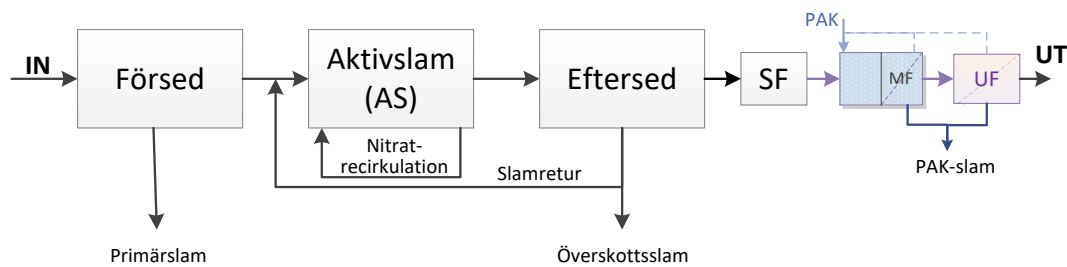 IN
Försed
Aktivslam
(AS)
Nitrat-
recirkulation
Slamretur
Eftersed
SF
PAK
MF
UF
UT
PAK-slam
Primärslam
Överskottsslam